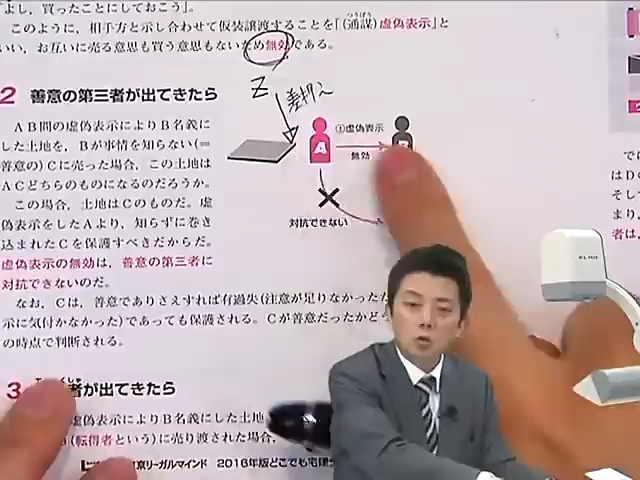 よし，買ったことにしておこう」。
このように，相手方と示し合わせて仮装譲渡することを「(通謀)虚偽表示」と
つうぼう
いい，お互いに売る意思も買う意思もないため無効である。
2 善意の第三者が出てきたら
AB間の虚偽表示によりB名義に
した土地を，Bが事情を知らない(＝
善意の)Cに売った場合，この土地は
ACどちらのものになるのだろうか。
この場合，土地はCのものだ。虚
偽表示をしたAより，知らずに巻き
込まれたCを保護すべきだからだ。
虚偽表示の無効は，善意の第三者に
対抗できないのだ。
なお，Cは，善意でありさえすれば有過失(注意が足りなかったた
示に気付かなかった)であっても保護される。Cが善意だったかど
の時点で判断される。
Z
差押え
①虚偽表示
A
無効
対抗できない
3
者が出てきたら
虚偽表示によりB名義にした土地
(転得者という)に売り渡された場合，
京リーガルマインド 2016年版どこでも宅建
では
はD
そし
まり，
者は，
ELMO